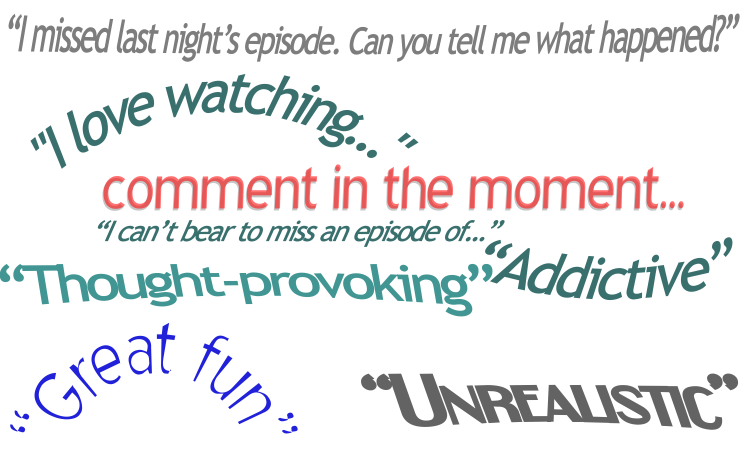 “I missed last night’s episode. Can you tell me what happened?”
"I love watching... ”
comment in the moment...
“I can’t bear to miss an episode of...”
“Addictive”
“Thought-provoking”
“Great fun”
“UNREALISTIC”